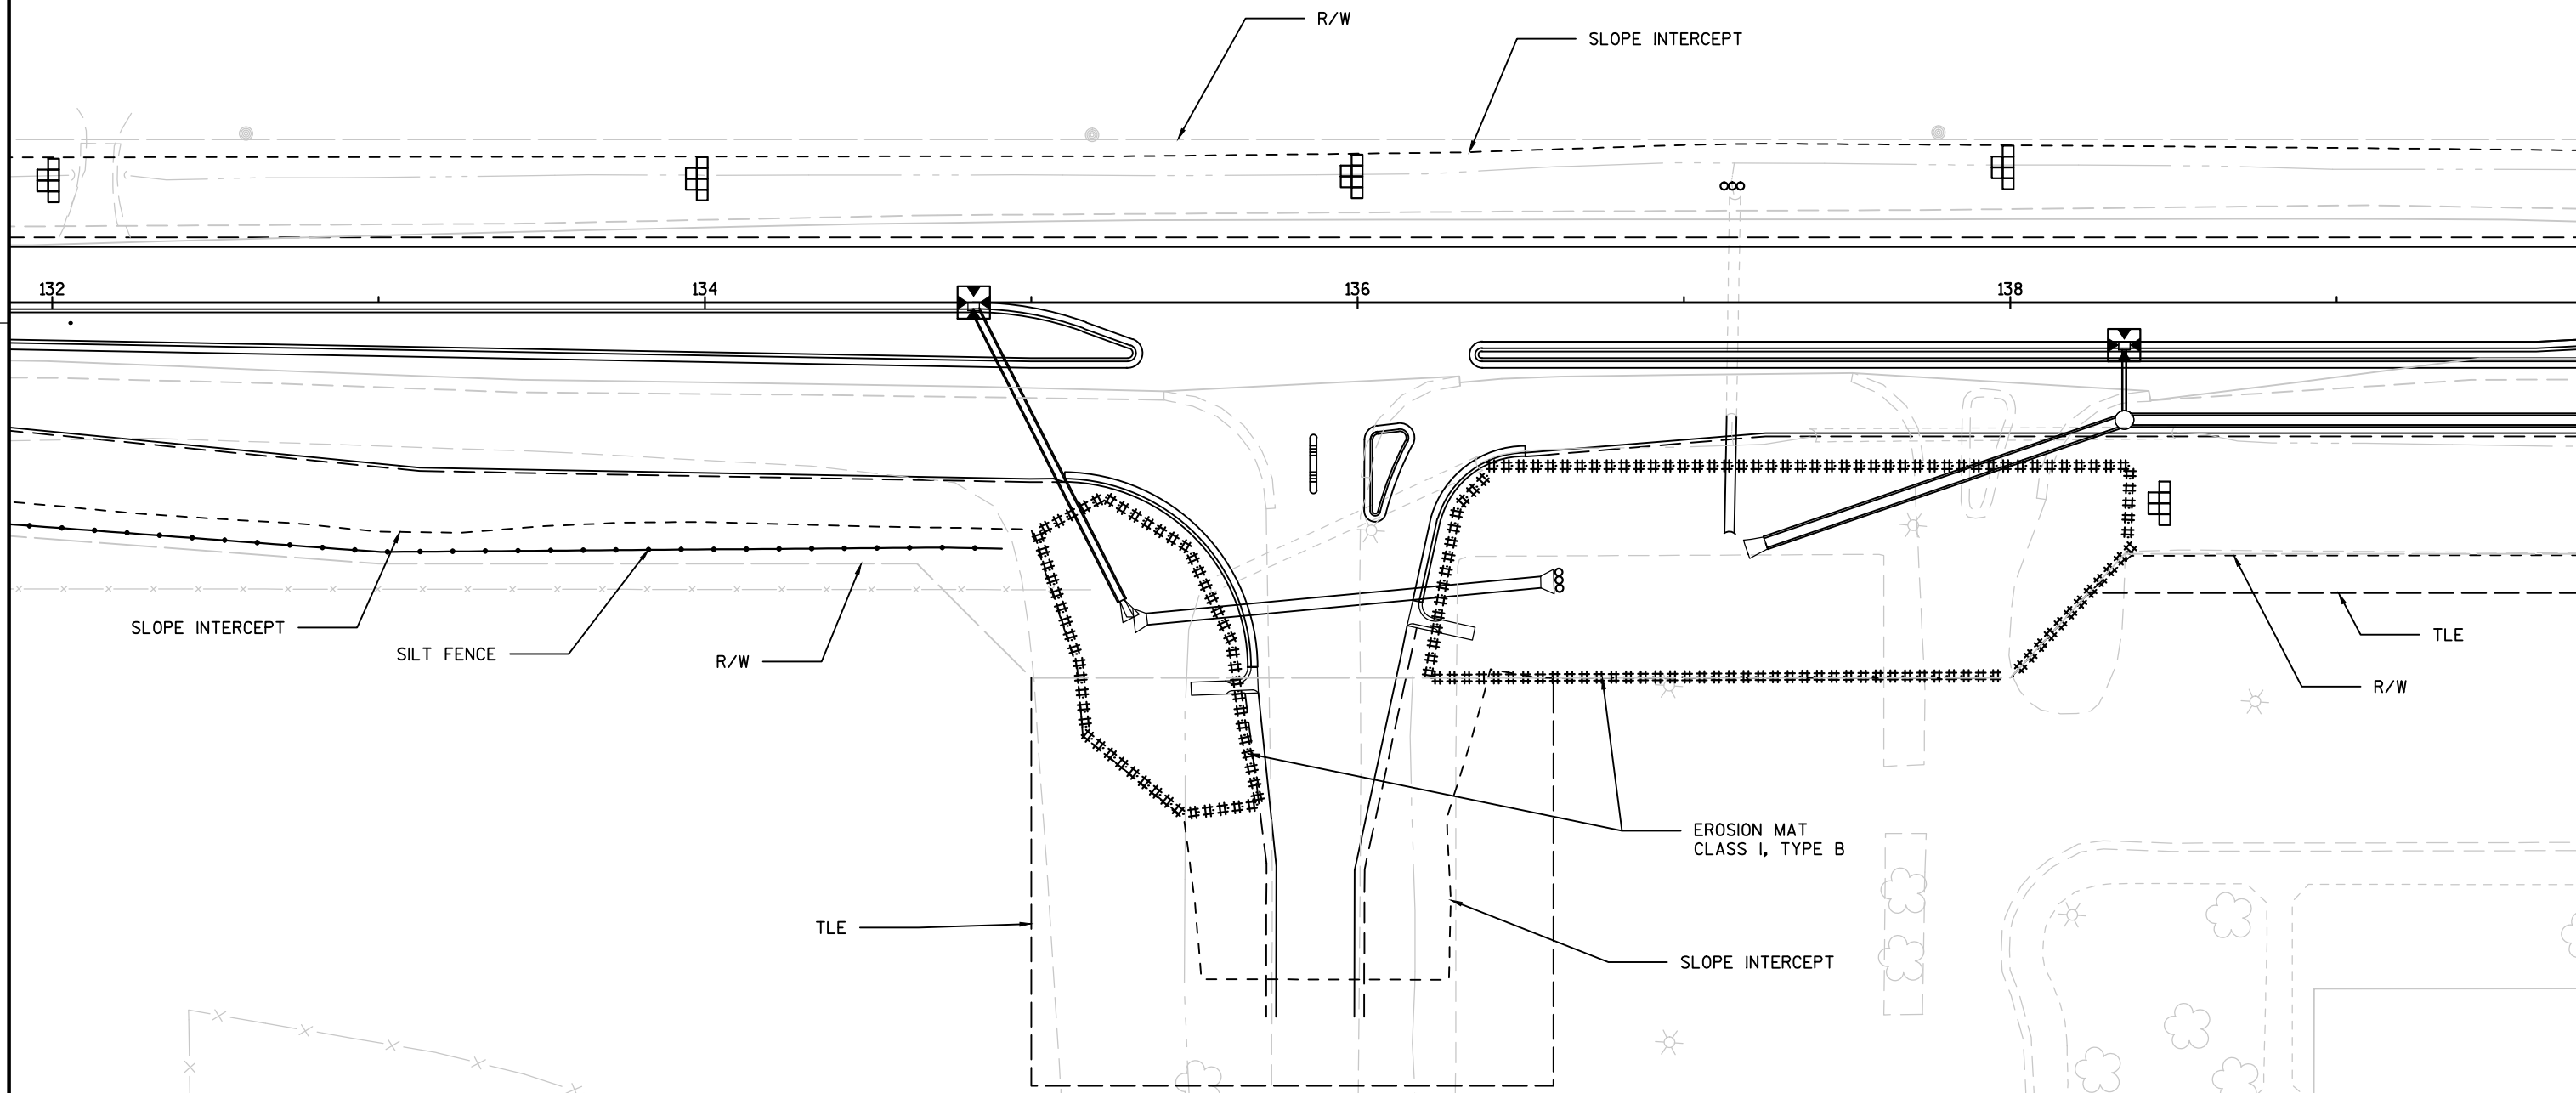 R/W
SLOPE INTERCEPT
132
134
136
138
SLOPE INTERCEPT
SILT FENCE
R/W
TLE
R/W
EROSION MAT
CLASS I, TYPE B
TLE
SLOPE INTERCEPT